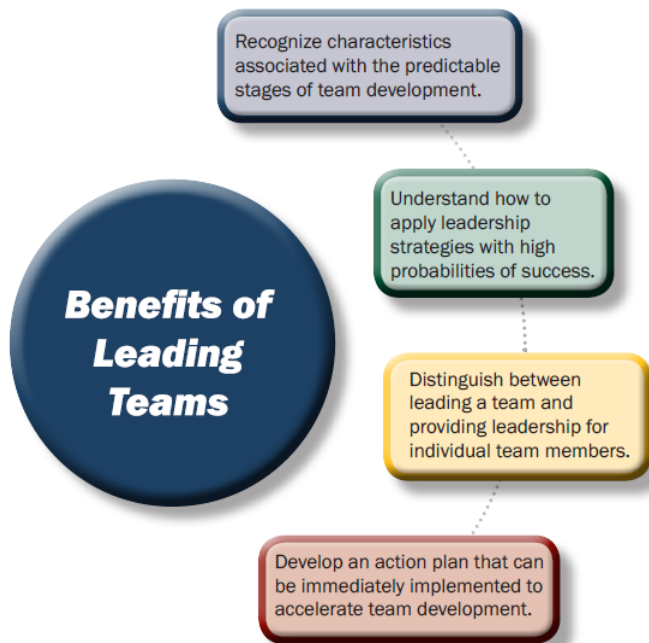 Recognize characteristics
associated with the predictable
stages of team development.
Understand how to
apply leadership
strategies with high
probabilities of success.
Benefits of
Leading
Teams
Distinguish between
leading a team and
providing leadership for
individual team members.
Develop an action plan that can
be immediately implemented to
accelerate team development.